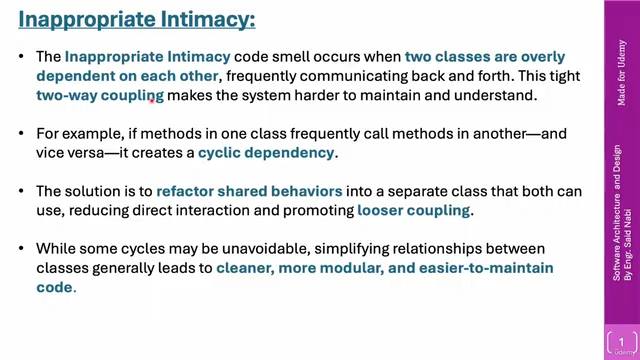 Inappropriate Intimacy:
• The Inappropriate Intimacy code smell occurs when two classes are overly
dependent on each other, frequently communicating back and forth. This tight
two-way coupling makes the system harder to maintain and understand.
• For example, if methods in one class frequently call methods in another—and
vice versa—it creates a cyclic dependency.
• The solution is to refactor shared behaviors into a separate class that both can
use, reducing direct interaction and promoting looser coupling.
• While some cycles may be unavoidable, simplifying relationships between
classes generally leads to cleaner, more modular, and easier-to-maintain
code.
Made for Udemy
Software Architecture and Design
By Engr. Said Nabi
1
udemy